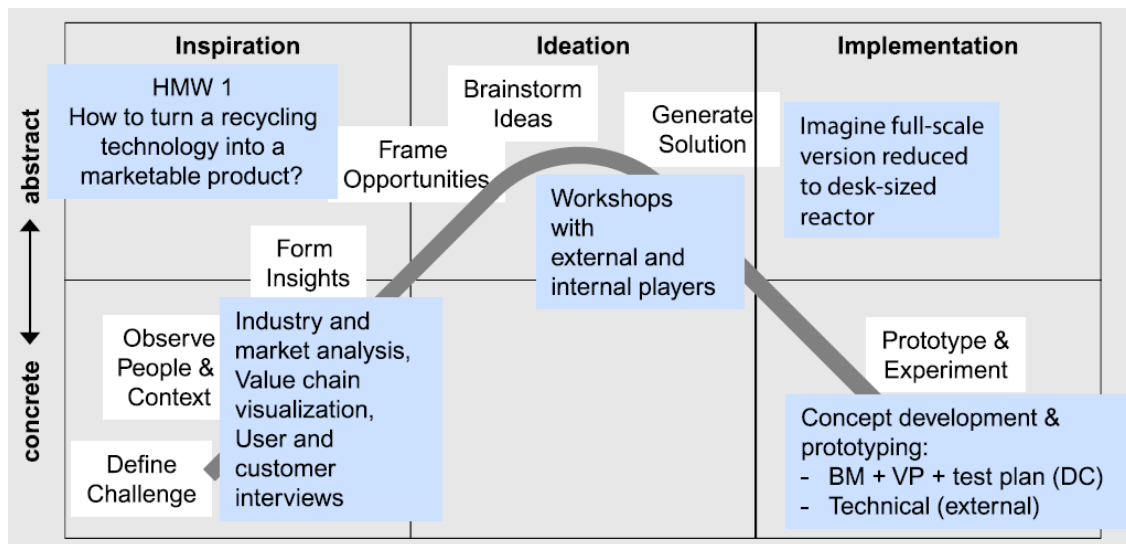 Inspiration
Ideation
Implementation
abstract
concrete
HMW 1
How to turn a recycling
technology into a
marketable product?
Frame
Opportunities
Brainstorm
Ideas
Generate
Solution
Imagine full-scale
version reduced
to desk-sized
reactor
Workshops
with
external and
internal players
Form
Insights
Observe
People &
Context
Industry and
market analysis,
Value chain
visualization,
User and
customer
interviews
Define
Challenge
Prototype &
Experiment
Concept development &
prototyping:
- BM + VP + test plan (DC)
- Technical (external)